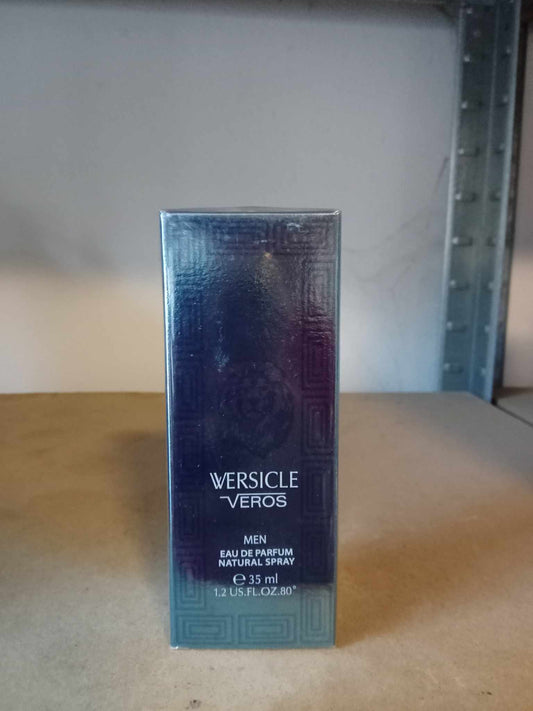 WERSICLE
VEROS
MEN
EAU DE PARFUM
NATURAL SPRAY
℮ 35 ml
1.2 US.FL.OZ.80°